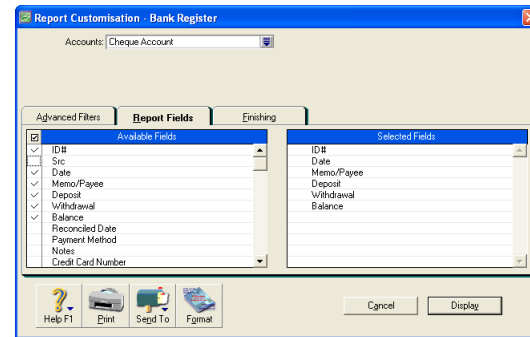 Report Customisation - Bank Register
Accounts: Cheque Account
Advanced Filters Report Fields Finishing
Available Fields Selected Fields
ID# ID#
Src Date
Date Memo/Payee
Memo/Payee Deposit
Deposit Withdrawal
Withdrawal Balance
Balance
Reconciled Date
Payment Method
Notes
Credit Card Number
Help F1 Print Send To Format Cancel Display